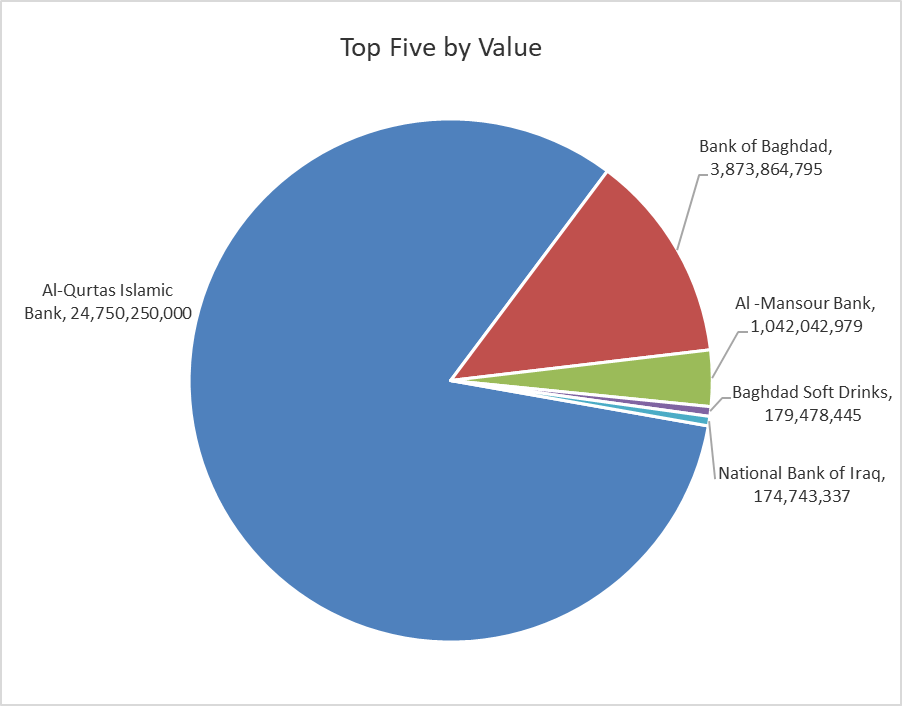 Top Five by Value
Bank of Baghdad,
3,873,864,795
Al-Qurtas Islamic
Bank, 24,750,250,000
Al -Mansour Bank,
1,042,042,979
Baghdad Soft Drinks,
179,478,445
National Bank of Iraq,
174,743,337